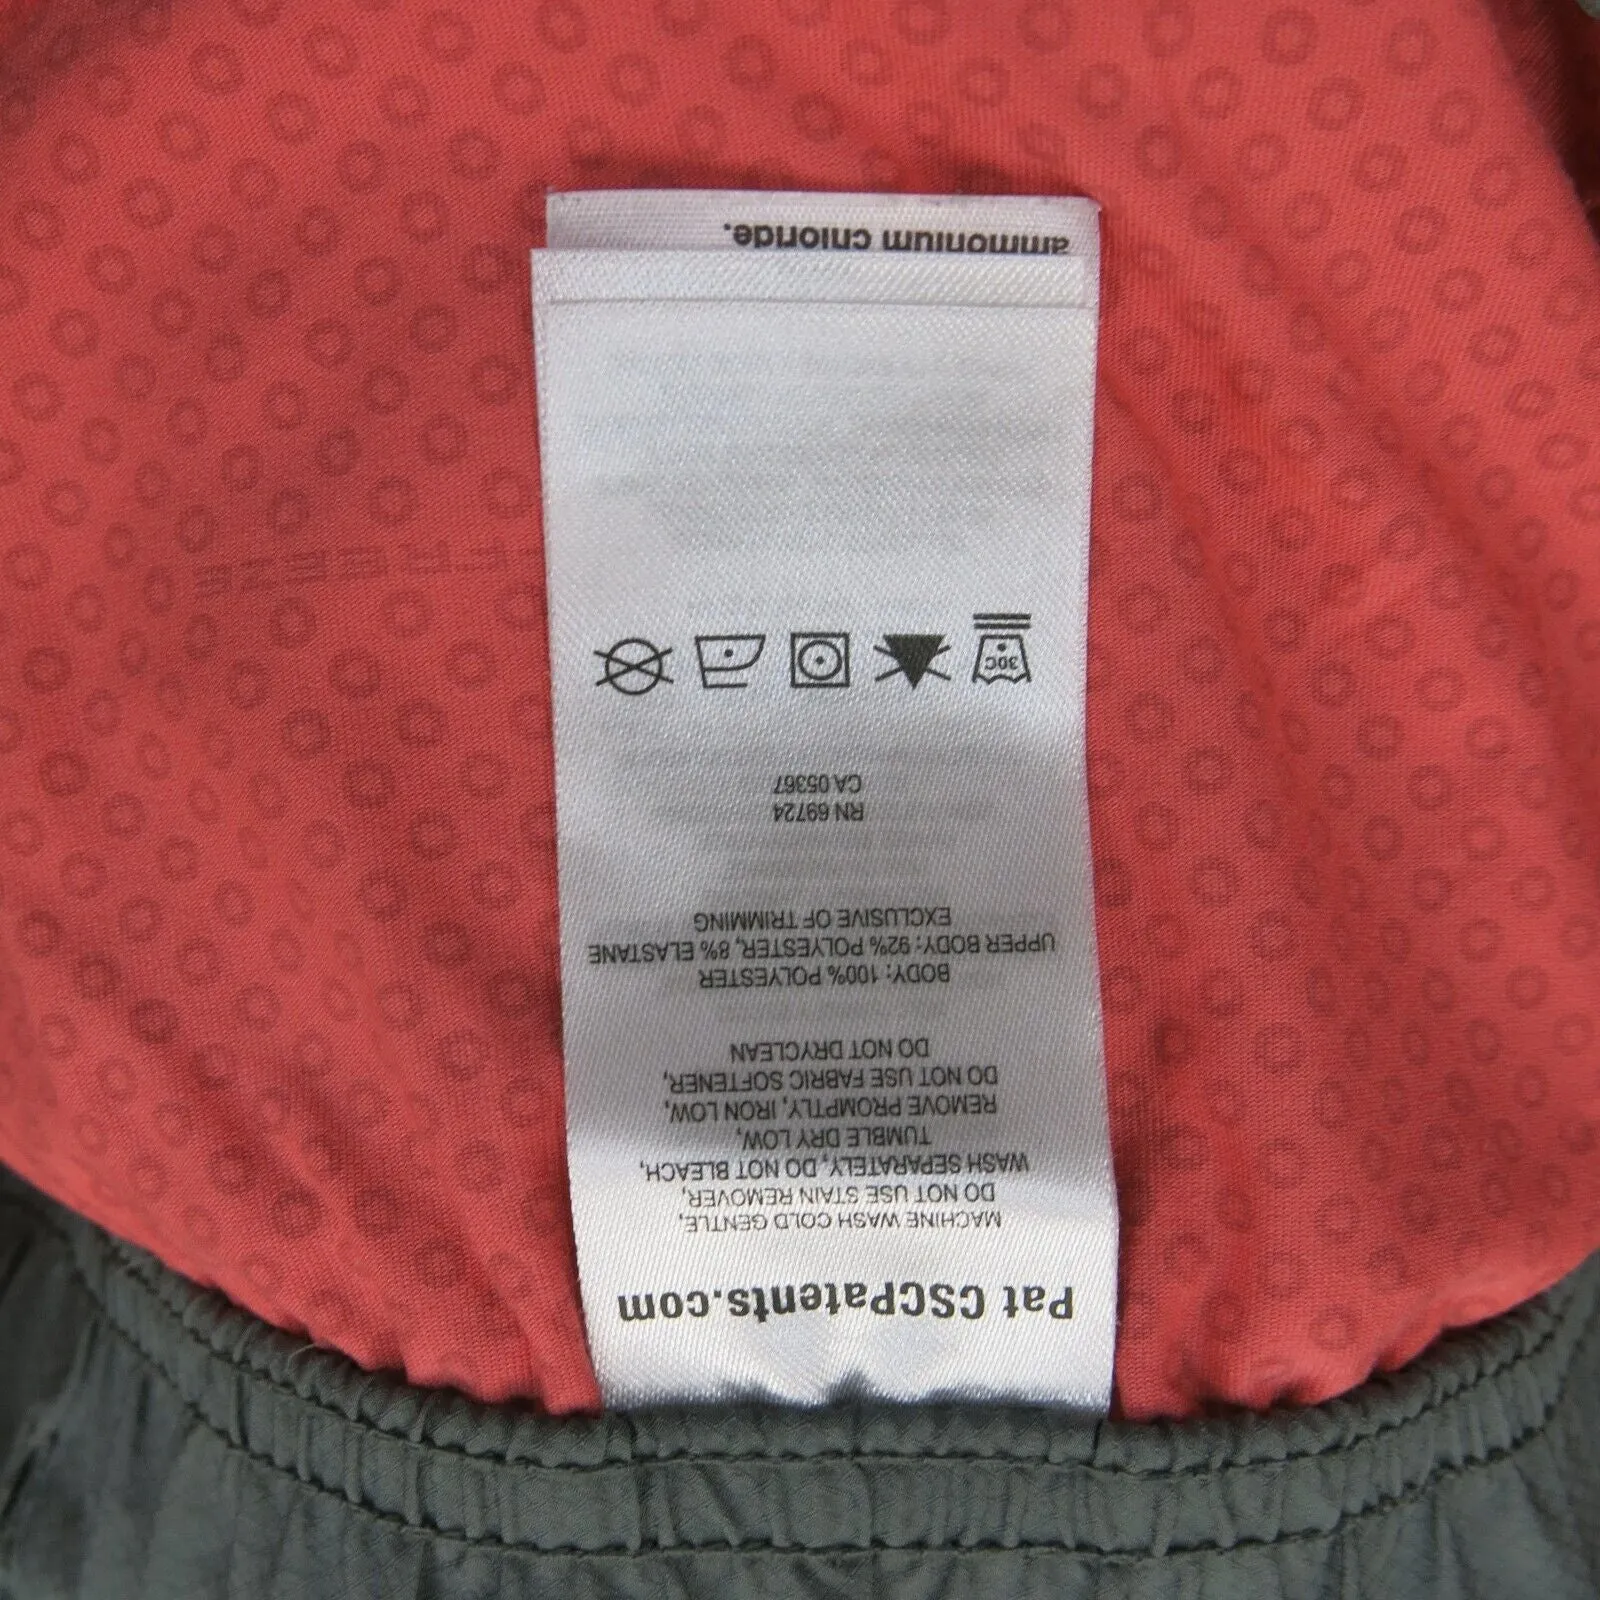 Pat CSCPatents.com
MACHINE WASH COLD GENTLE,
DO NOT USE STAIN REMOVER,
WASH SEPARATELY, DO NOT BLEACH,
TUMBLE DRY LOW,
REMOVE PROMPTLY, IRON LOW,
DO NOT USE FABRIC SOFTENER,
DO NOT DRYCLEAN
BODY: 100% POLYESTER
UPPER BODY: 92% POLYESTER, 8% ELASTANE
EXCLUSIVE OF TRIMMING
RN 69724
CA 05367
30C
ammonium chloride.